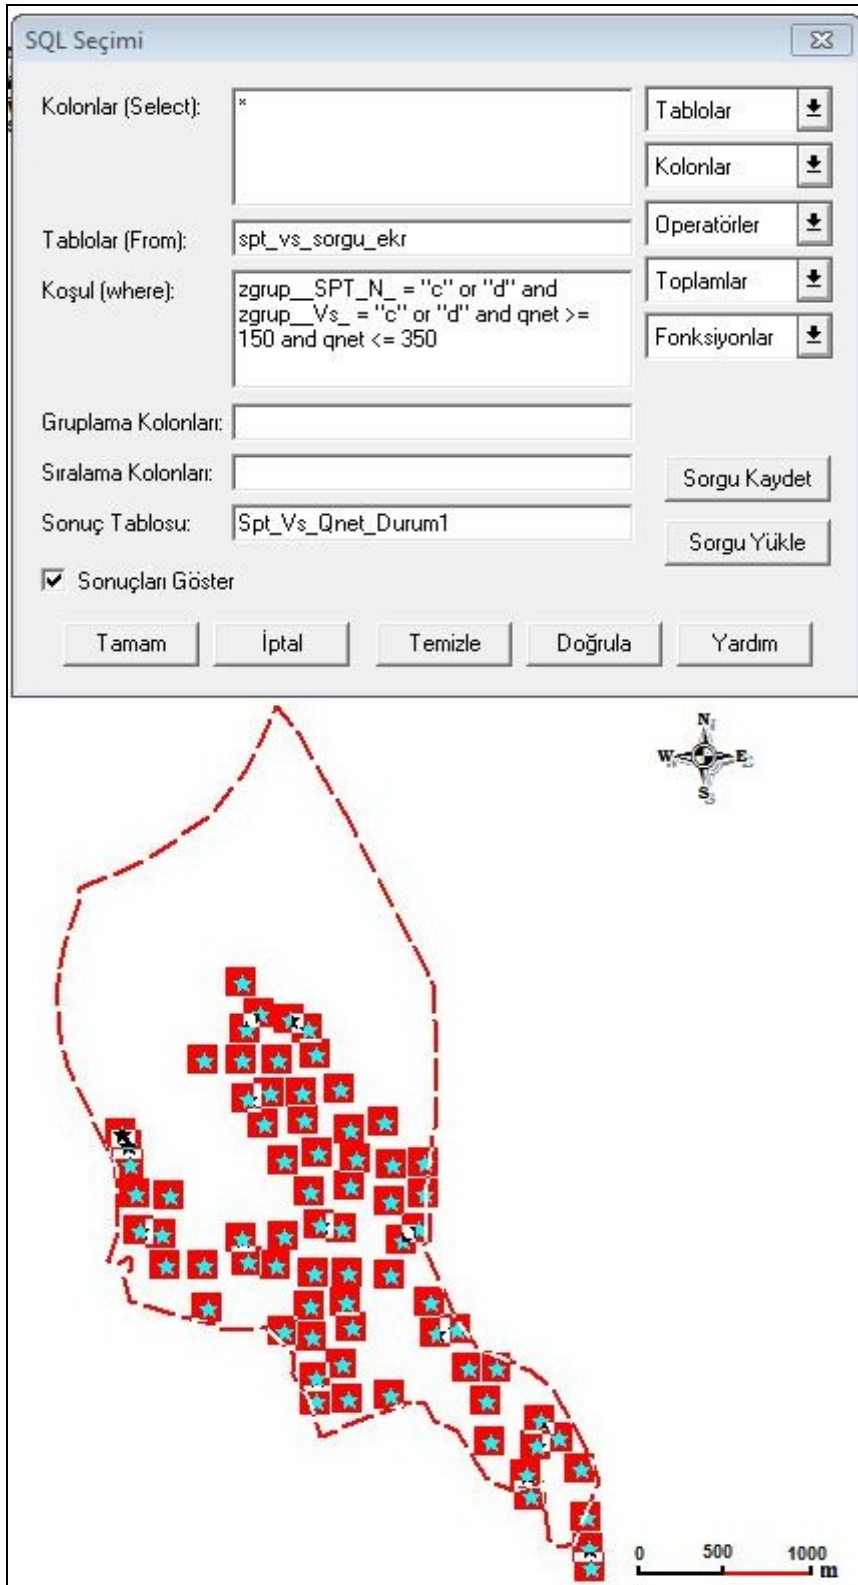 SQL Seçimi
Kolonlar (Select):
*
Tablolar
Kolonlar
Tablolar (From):
spt_vs_sorgu_ekr
Operatörler
Koşul (where):
zgrup__SPT_N_ = "c" or "d" and
zgrup__Vs_ = "c" or "d" and qnet >=
150 and qnet <= 350
Toplamlar
Fonksiyonlar
Gruplama Kolonları:
Sıralama Kolonları:
Sorgu Kaydet
Sonuç Tablosu:
Spt_Vs_Qnet_Durum1
Sorgu Yükle
Sonuçları Göster
Tamam
İptal
Temizle
Doğrula
Yardım
N
W
E
S
0 500 1000
m